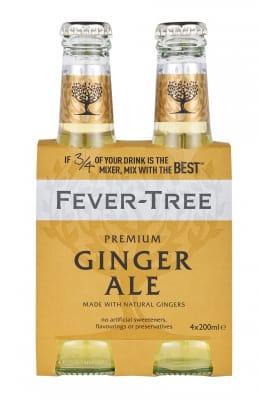 IF 3/4 OF YOUR DRINK IS THE
MIXER, MIX WITH THE BEST™
FEVER-TREE
PREMIUM
GINGER
ALE
MADE WITH NATURAL GINGERS
no artificial sweeteners,
flavourings or preservatives
4x200ml e